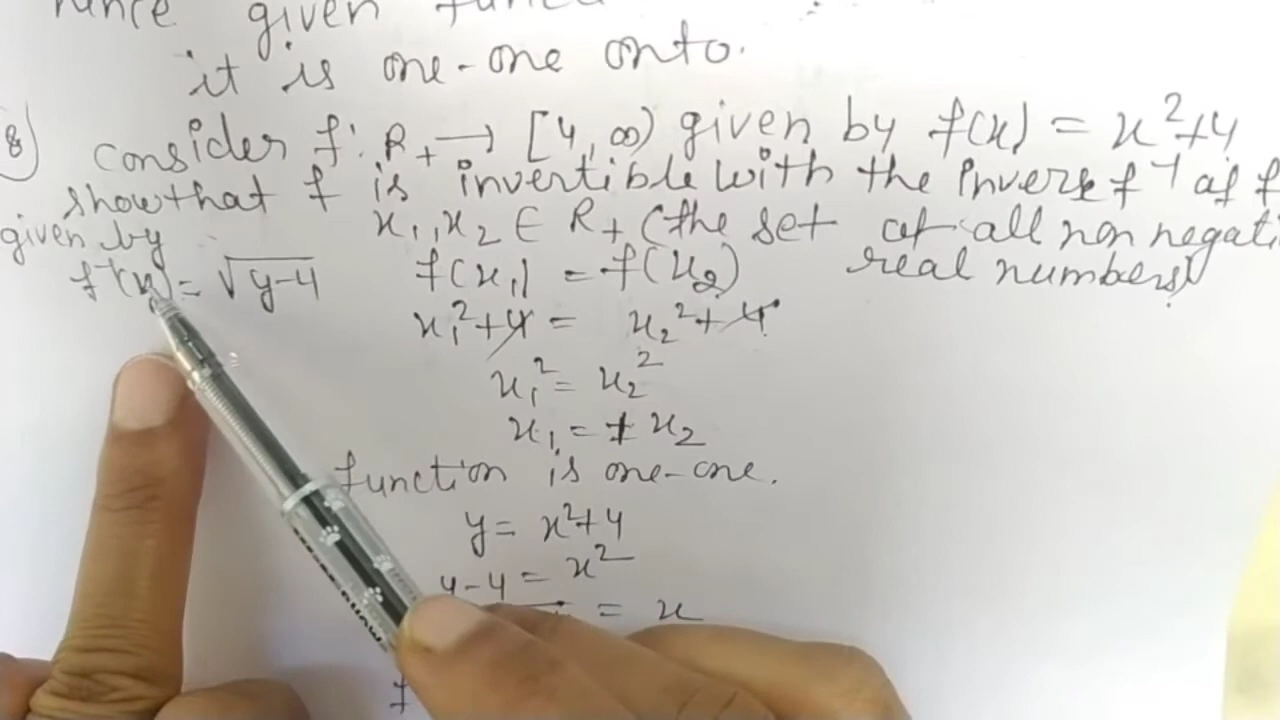 given
it is one-one onto.
8) consider f: R+ → [4, ∞) given by f(x) = x²+4
show that f is invertible with the inverse f⁻¹ of f
given by x₁, x₂ ∈ R+ (the set of all non negati
f⁻¹(y) = √y-4 f(x₁) = f(x₂) real numbers)
x₁²+4 = x₂²+4
x₁² = x₂²
x₁ = ± x₂
function is one-one.
y = x²+4
y-4 = x²
= x